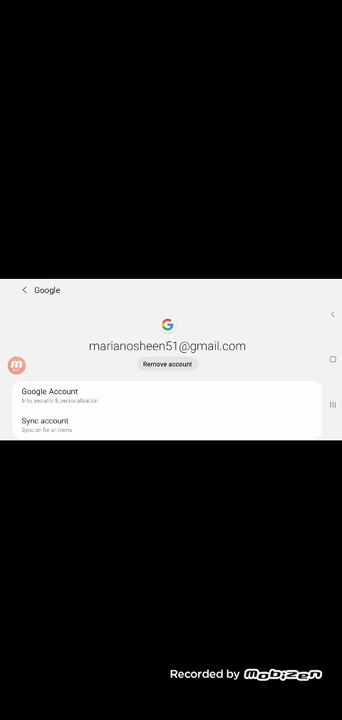 Google
marianosheen51@gmail.com
Remove account
Google Account
Info, security & personalisation
Sync account
Sync on for all items
Recorded by Mobizen